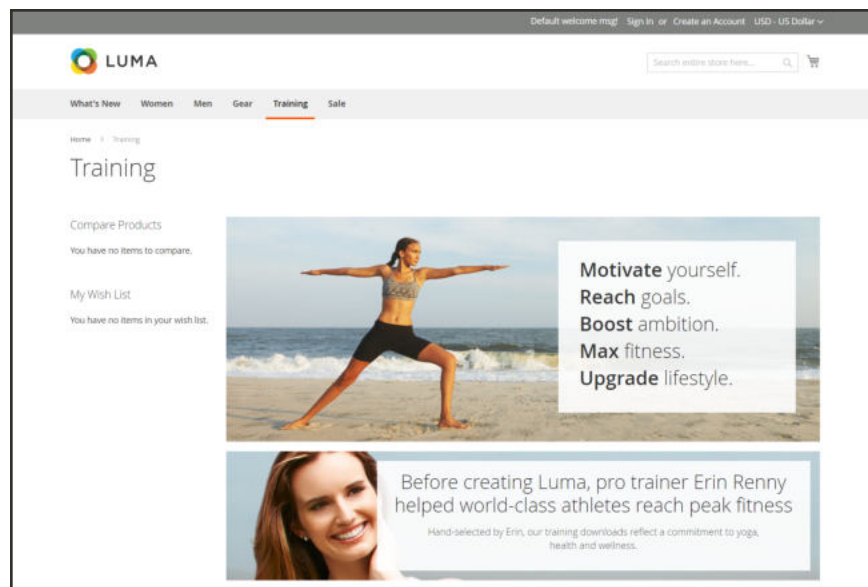 Default welcome msg! Sign In or Create an Account USD - US Dollar
LUMA
Search entire store here...
What's New Women Men Gear Training Sale
Home Training
Training
Compare Products
You have no items to compare.
My Wish List
You have no items in your wish list.
Motivate yourself.
Reach goals.
Boost ambition.
Max fitness.
Upgrade lifestyle.
Before creating Luma, pro trainer Erin Renny
helped world-class athletes reach peak fitness
Hand-selected by Erin, our training downloads reflect a commitment to yoga,
health and wellness.